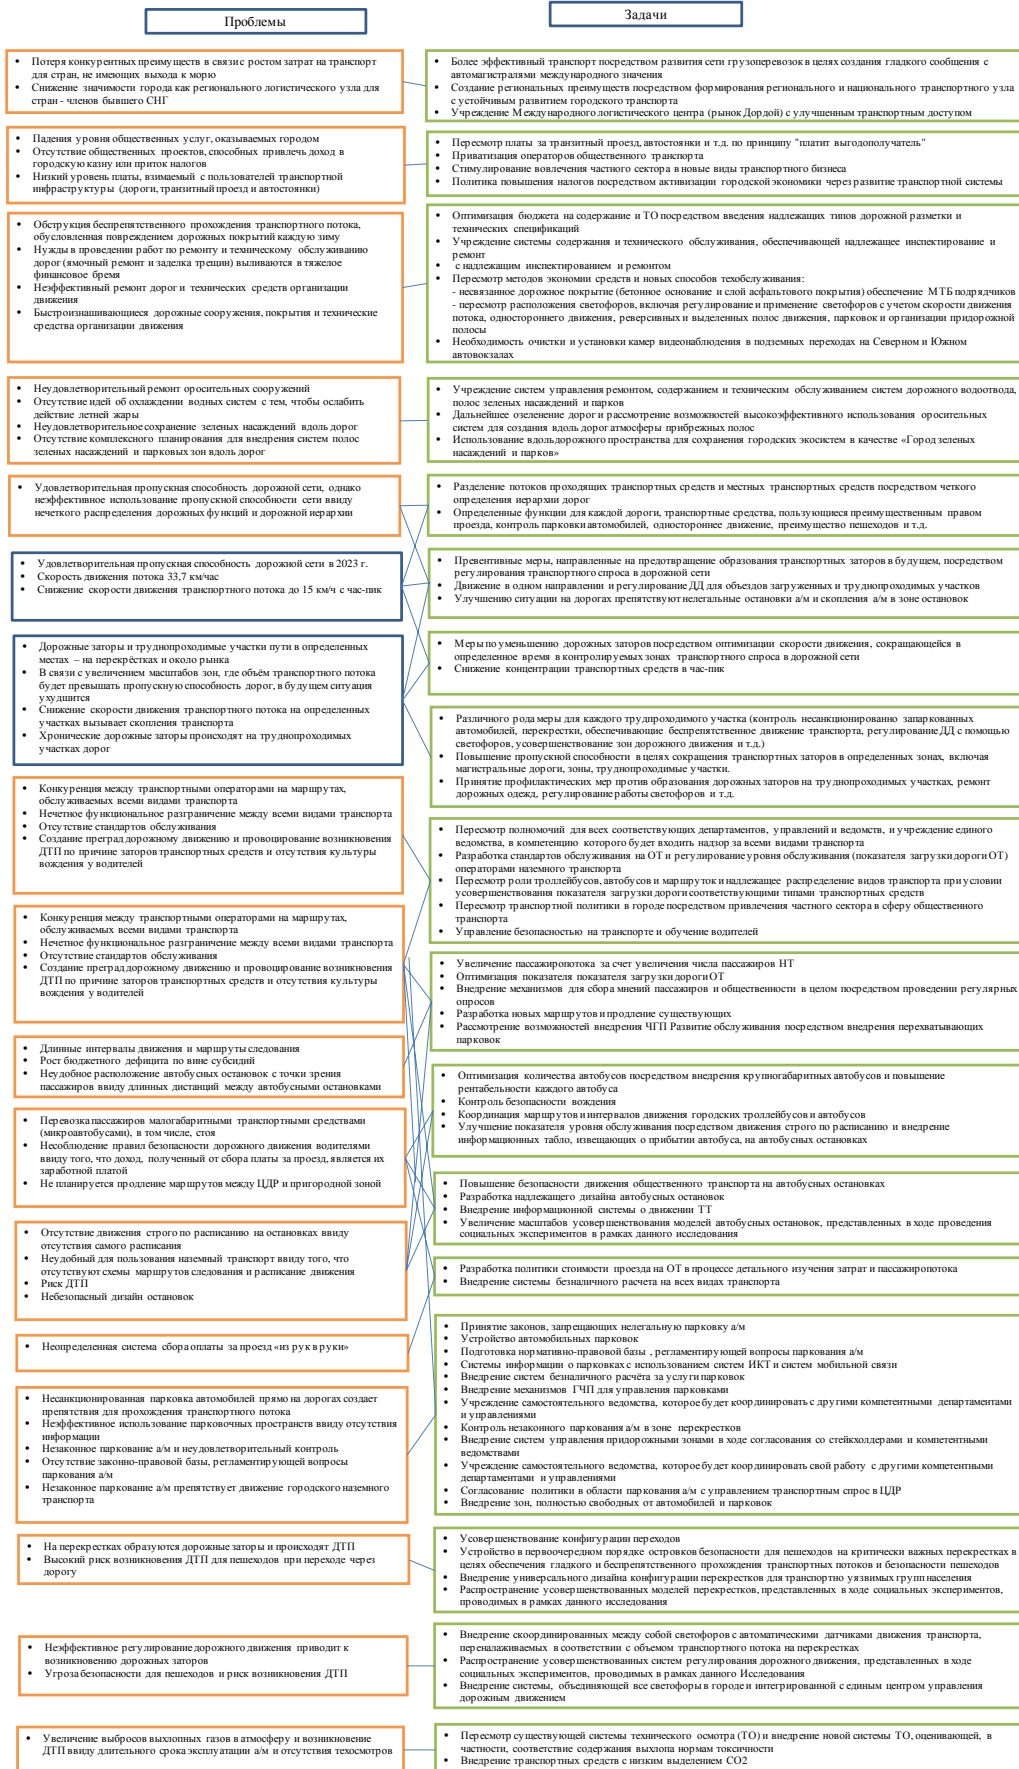 Проблемы
Задачи
Потеря конкурентных преимуществ в связи с ростом затрат на транспорт
для стран, не имеющих выхода к морю
Снижение значимости города как регионального логистического узла для
стран - членов бывшего СНГ
Более эффективный транспорт посредством развития сети грузоперевозок в целях создания гладкого сообщения с
автомагистралями международного значения
Создание региональных преимуществ посредством формирования регионального и национального транспортного узла
с устойчивым развитием городского транспорта
Учреждение Международного логистического центра (рынок Дордой) с улучшенным транспортным доступом
Падения уровня общественных услуг, оказываемых городом
Отсутствие общественных проектов, способных привлечь доход в
городскую казну или приток налогов
Низкий уровень платы, взимаемый с пользователей транспортной
инфраструктуры (дороги, транзитный проезд и автостоянки)
Пересмотр платы за транзитный проезд, автостоянки и т.д. по принципу "платит выгодополучатель"
Приватизация операторов общественного транспорта
Стимулирование вовлечения частного сектора в новые виды транспортного бизнеса
Политика повышения налогов посредством активизации городской экономики через развитие транспортной системы
Обструкция беспрепятственного прохождения транспортного потока,
обусловленная повреждением дорожных покрытий каждую зиму
Нужды в проведении работ по ремонту и техническому обслуживанию
дорог (ямочный ремонт и заделка трещин) выливаются в тяжелое
финансовое бремя
Неэффективный ремонт дорог и технических средств организации
движения
Быстроизнашивающиеся дорожные сооружения, покрытия и технические
средства организации движения
Оптимизация бюджета на содержание и ТО посредством введения надлежащих типов дорожной разметки и
технических спецификаций
Учреждение системы содержания и технического обслуживания, обеспечивающей надлежащее инспектирование и
ремонт
с надлежащим инспектированием и ремонтом
Пересмотр методов экономии средств и новых способов техобслуживания:
- несвязанное дорожное покрытие (бетонное основание и слой асфальтового покрытия) обеспечение МТБ подрядчиков
- пересмотр расположения светофоров, включая регулирование и применение светофоров с учетом скорости движения
потока, одностороннего движения, реверсивных и выделенных полос движения, парковок и организации придорожной
полосы
Необходимость очистки и установки камер видеонаблюдения в подземных переходах на Северном и Южном
автовокзалах
Неудовлетворительный ремонт оросительных сооружений
Отсутствие идей об охлаждении водных систем с тем, чтобы ослабить
действие летней жары
Неудовлетворительное сохранение зеленых насаждений вдоль дорог
Отсутствие комплексного планирования для внедрения систем полос
зеленых насаждений и парковых зон вдоль дорог
Учреждение систем управления ремонтом, содержанием и техническим обслуживанием систем дорожного водоотвода,
полос зеленых насаждений и парков
Дальнейшее озеленение дорог и рассмотрение возможностей высокоэффективного использования оросительных
систем для создания вдоль дорог атмосферы прибрежных полос
Использование вдольдорожного пространства для сохранения городских экосистем в качестве «Город зеленых
насаждений и парков»
Удовлетворительная пропускная способность дорожной сети, однако
неэффективное использование пропускной способности сети ввиду
нечеткого распределения дорожных функций и дорожной иерархии
Разделение потоков проходящих транспортных средств и местных транспортных средств посредством четкого
определения иерархии дорог
Определенные функции для каждой дороги, транспортные средства, пользующиеся преимущественным правом
проезда, контроль парковки автомобилей, одностороннее движение, преимущество пешеходов и т.д.
Удовлетворительная пропускная способность дорожной сети в 2023 г.
Скорость движения потока 33,7 км/час
Снижение скорости движения транспортного потока до 15 км/ч с час-пик
Превентивные меры, направленные на предотвращение образования транспортных заторов в будущем, посредством
регулирования транспортного спроса в дорожной сети
Движение в одном направлении и регулирование ДД для объездов загруженных и труднопроходимых участков
Улучшению ситуации на дорогах препятствуют нелегальные остановки а/м и скопления а/м в зоне остановок
Дорожные заторы и труднопроходимые участки пути в определенных
местах – на перекрёстках и около рынка
В связи с увеличением масштабов зон, где объём транспортного потока
будет превышать пропускную способность дорог, в будущем ситуация
ухудшится
Снижение скорости движения транспортного потока на определенных
участках вызывает скопления транспорта
Хронические дорожные заторы происходят на труднопроходимых
участках дорог
Меры по уменьшению дорожных заторов посредством оптимизации скорости движения, сокращающейся в
определенное время в контролируемых зонах транспортного спроса в дорожной сети
Снижение концентрации транспортных средств в час-пик
Различного рода меры для каждого трудпроходимого участка (контроль несанкционированно запаркованных
автомобилей, перекрестки, обеспечивающие беспрепятственное движение транспорта, регулирование ДД с помощью
светофоров, усовершенствование зон дорожного движения и т.д.)
Повышение пропускной способности в целях сокращения транспортных заторов в определенных зонах, включая
магистральные дороги, зоны, труднопроходимые участки.
Принятие профилактических мер против образования дорожных заторов на труднопроходимых участках, ремонт
дорожных одежд, регулирование работы светофоров и т.д.
Конкуренция между транспортными операторами на маршрутах,
обслуживаемых всеми видами транспорта
Нечетное функциональное разграничение между всеми видами транспорта
Отсутствие стандартов обслуживания
Создание преград дорожному движению и провоцирование возникновения
ДТП по причине заторов транспортных средств и отсутствия культуры
вождения у водителей
Пересмотр полномочий для всех соответствующих департаментов, управлений и ведомств, и учреждение единого
ведомства, в компетенцию которого будет входить надзор за всеми видами транспорта
Разработка стандартов обслуживания на ОТ и регулирование уровня обслуживания (показателя загрузки дороги ОТ)
операторами наземного транспорта
Пересмотр роли троллейбусов, автобусов и маршруток и надлежащее распределение видов транспорта при условии
усовершенствования показателя загрузки дороги соответствующими типами транспортных средств
Пересмотр транспортной политики в городе посредством привлечения частного сектора в сферу общественного
транспорта
Управление безопасностью на транспорте и обучение водителей
Конкуренция между транспортными операторами на маршрутах,
обслуживаемых всеми видами транспорта
Нечетное функциональное разграничение между всеми видами транспорта
Отсутствие стандартов обслуживания
Создание преград дорожному движению и провоцирование возникновения
ДТП по причине заторов транспортных средств и отсутствия культуры
вождения у водителей
Увеличение пассажиропотока за счет увеличения числа пассажиров НТ
Оптимизация показателя показателя загрузки дороги ОТ
Внедрение механизмов для сбора мнений пассажиров и общественности в целом посредством проведении регулярных
опросов
Разработка новых маршрутов и продление существующих
Рассмотрение возможностей внедрения ЧГП Развитие обслуживания посредством внедрения перехватывающих
парковок
Длинные интервалы движения и маршруты следования
Рост бюджетного дефицита по вине субсидий
Неудобное расположение автобусных остановок с точки зрения
пассажиров ввиду длинных дистанций между автобусными остановками
Оптимизация количества автобусов посредством внедрения крупногабаритных автобусов и повышение
рентабельности каждого автобуса
Контроль безопасности вождения
Координация маршрутов и интервалов движения городских троллейбусов и автобусов
Улучшение показателя уровня обслуживания посредством движения строго по расписанию и внедрение
информационных табло, извещающих о прибытии автобуса, на автобусных остановках
Перевозка пассажиров малогабаритными транспортными средствами
(микроавтобусами), в том числе, стоя
Несоблюдение правил безопасности дорожного движения водителями
ввиду того, что доход, полученный от сбора платы за проезд, является их
заработной платой
Не планируется продление маршрутов между ЦДР и пригородной зоной
Повышение безопасности движения общественного транспорта на автобусных остановках
Разработка надлежащего дизайна автобусных остановок
Внедрение информационной системы о движении ТТ
Увеличение масштабов усовершенствования моделей автобусных остановок, представленных в ходе проведения
социальных экспериментов в рамках данного исследования
Отсутствие движения строго по расписанию на остановках ввиду
отсутствия самого расписания
Неудобный для пользования наземный транспорт ввиду того, что
отсутствуют схемы маршрутов следования и расписание движения
Риск ДТП
Небезопасный дизайн остановок
Разработка политики стоимости проезда на ОТ в процессе детального изучения затрат и пассажиропотока
Внедрение системы безналичного расчета на всех видах транспорта
Неопределенная система сбора оплаты за проезд «из рук в руки»
Принятие законов, запрещающих нелегальную парковку а/м
Устройство автомобильных парковок
Подготовка нормативно-правовой базы , регламентирующей вопросы паркования а/м
Системы информации о парковках с использованием систем ИКТ и систем мобильной связи
Внедрение систем безналичного расчёта за услуги парковок
Внедрение механизмов ГЧП для управления парковками
Учреждение самостоятельного ведомства, которое будет координировать с другими компетентными департаментами
и управлениями
Контроль незаконного паркования а/м в зоне перекрестков
Внедрение систем управления придорожными зонами в ходе согласования со стейкхолдерами и компетентными
ведомствами
Учреждение самостоятельного ведомства, которое будет координировать свой работу с другими компетентными
департаментами и управлениями
Согласование политики в области паркования а/м с управлением транспортным спрос в ЦДР
Внедрение зон, полностью свободных от автомобилей и парковок
Несанкционированная парковка автомобилей прямо на дорогах создает
препятствия для прохождения транспортного потока
Неэффективное использование парковочных пространств ввиду отсутствия
информации
Незаконное паркование а/м и неудовлетворительный контроль
Отсутствие законно-правовой базы, регламентирующей вопросы
паркования а/м
Незаконное паркование а/м препятствует движение городского наземного
транспорта
На перекрестках образуются дорожные заторы и происходят ДТП
Высокий риск возникновения ДТП для пешеходов при переходе через
дорогу
Усовершенствование конфигурации переходов
Устройство в первоочередном порядке островков безопасности для пешеходов на критически важных перекрестках в
целях обеспечения гладкого и беспрепятственного прохождения транспортных потоков и безопасности пешеходов
Внедрение универсального дизайна конфигурации перекрестков для транспортно уязвимых групп населения
Распространение усовершенствованных моделей перекрестков, представленных в ходе социальных экспериментов,
проводимых в рамках данного исследования
Неэффективное регулирование дорожного движения приводит к
возникновению дорожных заторов
Угроза безопасности для пешеходов и риск возникновения ДТП
Внедрение скоординированных между собой светофоров с автоматическими датчиками движения транспорта,
переналаживаемых в соответствии с объемом транспортного потока на перекрестках
Распространение усовершенствованных систем регулирования дорожного движения, представленных в ходе
социальных экспериментов, проводимых в рамках данного Исследования
Внедрение системы, объединяющей все светофоры в городе и интегрированной с единым центром управления
дорожным движением
Увеличение выбросов выхлопных газов в атмосферу и возникновение
ДТП ввиду длительного срока эксплуатации а/м и отсутствия техосмотров
Пересмотр существующей системы технического осмотра (ТО) и внедрение новой системы ТО, оценивающей, в
частности, соответствие содержания выхлопа нормам токсичности
Внедрение транспортных средств с низким выделением СО2